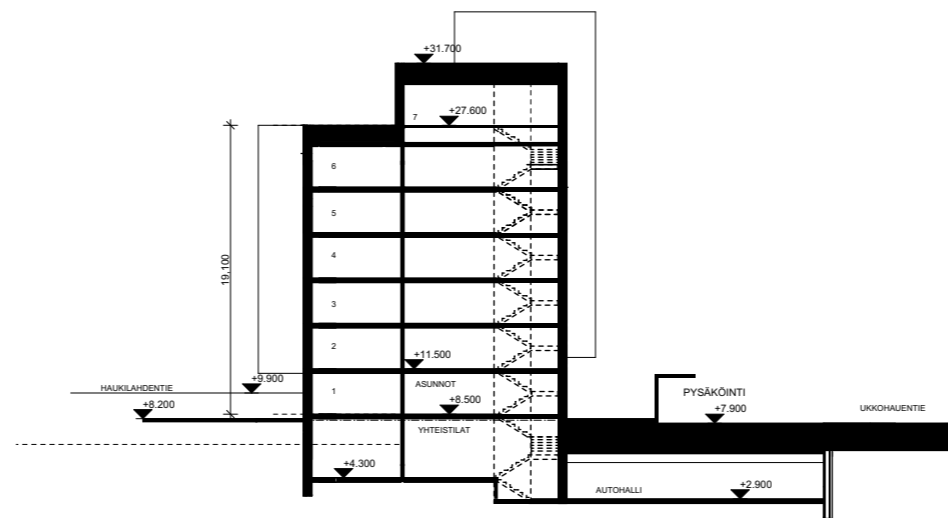 +31.700
+27.600
7
6
5
19.100
4
3
2
+11.500
+9.900
HAUKILAHDENTIE
1
ASUNNOT
PYSÄKÖINTI
+8.200
+8.500
+7.900
UKKOHAUENTIE
YHTEISTILAT
+4.300
AUTOHALLI
+2.900